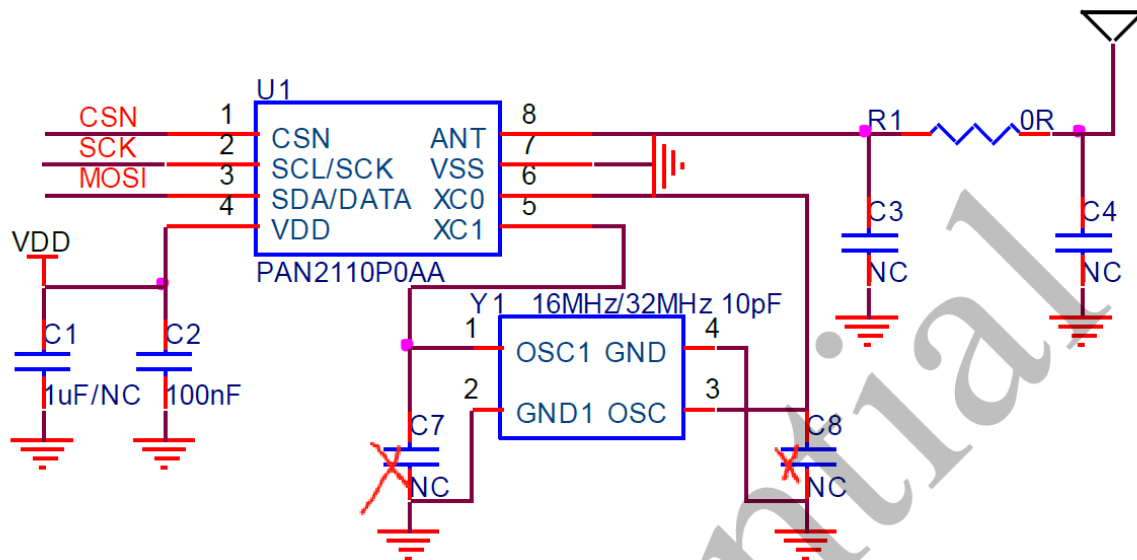 U1
CSN 1 CSN ANT 8 R1 0R
SCK 2 SCL/SCK VSS 7
MOSI 3 SDA/DATA XC0 6
4 VDD XC1 5
VDD
PAN2110P0AA
C3 C4
NC NC
Y1 16MHz/32MHz 10pF
1 OSC1 GND 4
2 GND1 OSC 3
C1 C2
1uF/NC 100nF
C7 C8
NC NC
ntial